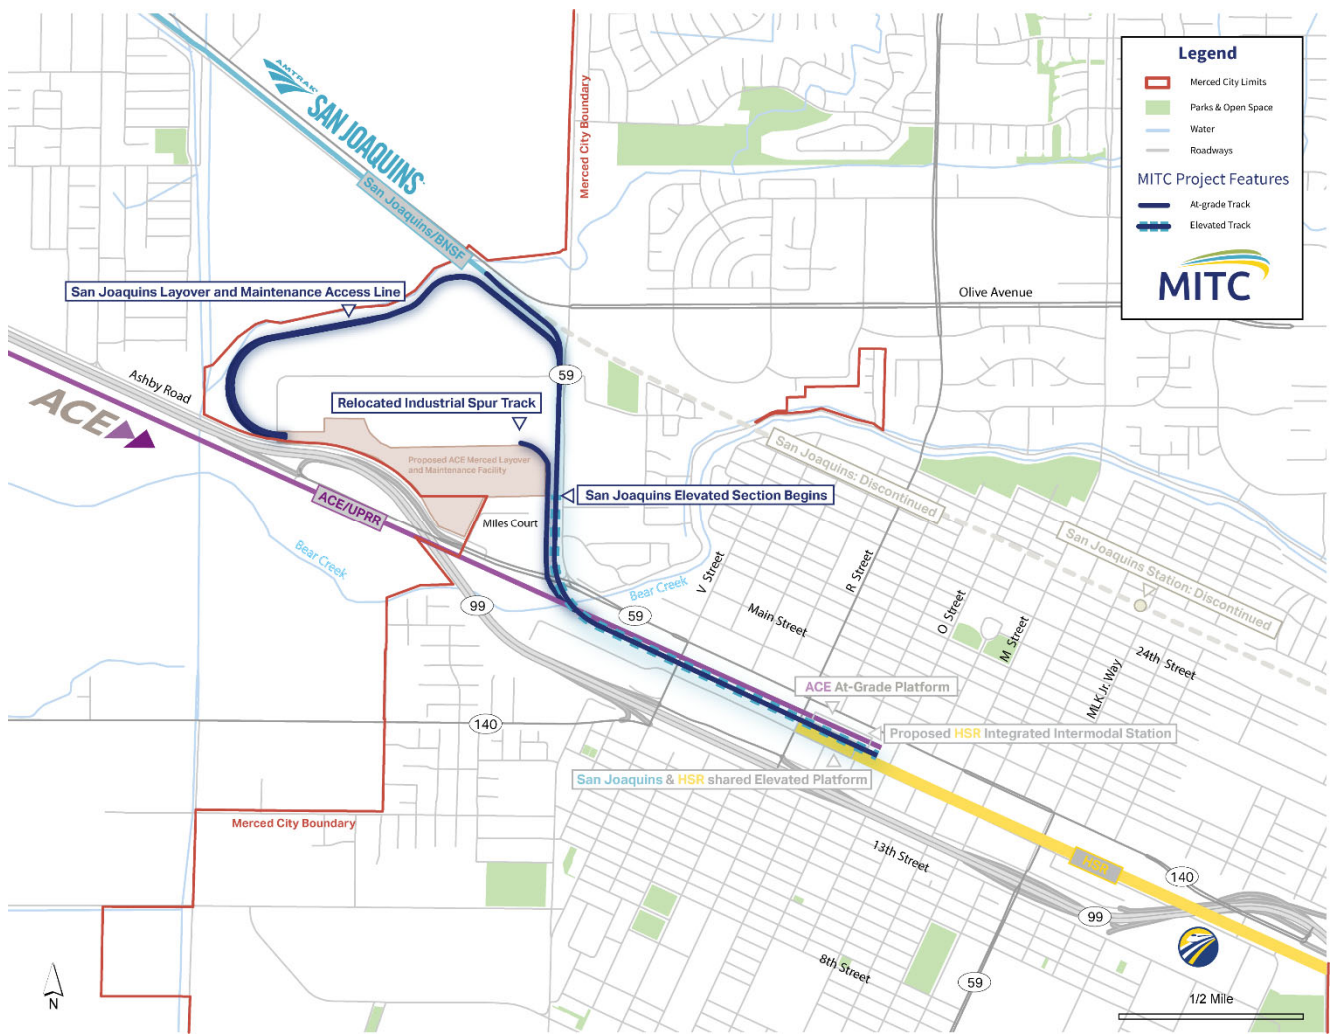 Legend
Merced City Limits
Parks & Open Space
Water
Roadways
MITC Project Features
At-grade Track
Elevated Track
MITC
AMTRAK
SAN JOAQUINS
San Joaquins/BNSF
Merced City Boundary
San Joaquins Layover and Maintenance Access Line
Olive Avenue
Ashby Road
ACE
59
Relocated Industrial Spur Track
Proposed ACE Merced Layover
and Maintenance Facility
San Joaquins: Discontinued
San Joaquins Elevated Section Begins
ACE/UPRR
Miles Court
Bear Creek
San Joaquins Station: Discontinued
V Street
R Street
Bear Creek
99
59
Main Street
O Street
M Street
24th Street
MLK Jr. Way
ACE At-Grade Platform
140
Proposed HSR Integrated Intermodal Station
San Joaquins & HSR shared Elevated Platform
Merced City Boundary
13th Street
HSR
140
99
8th Street
59
N
1/2 Mile